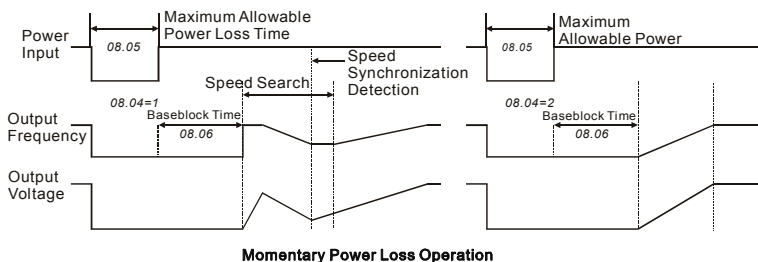 Power
Input
08.05
Maximum Allowable
Power Loss Time
Speed
Synchronization
Detection
Speed Search
08.05
Maximum
Allowable Power
Output
Frequency
08.04=1
Baseblock Time
08.06
08.04=2
Baseblock Time
08.06
Output
Voltage
Momentary Power Loss Operation